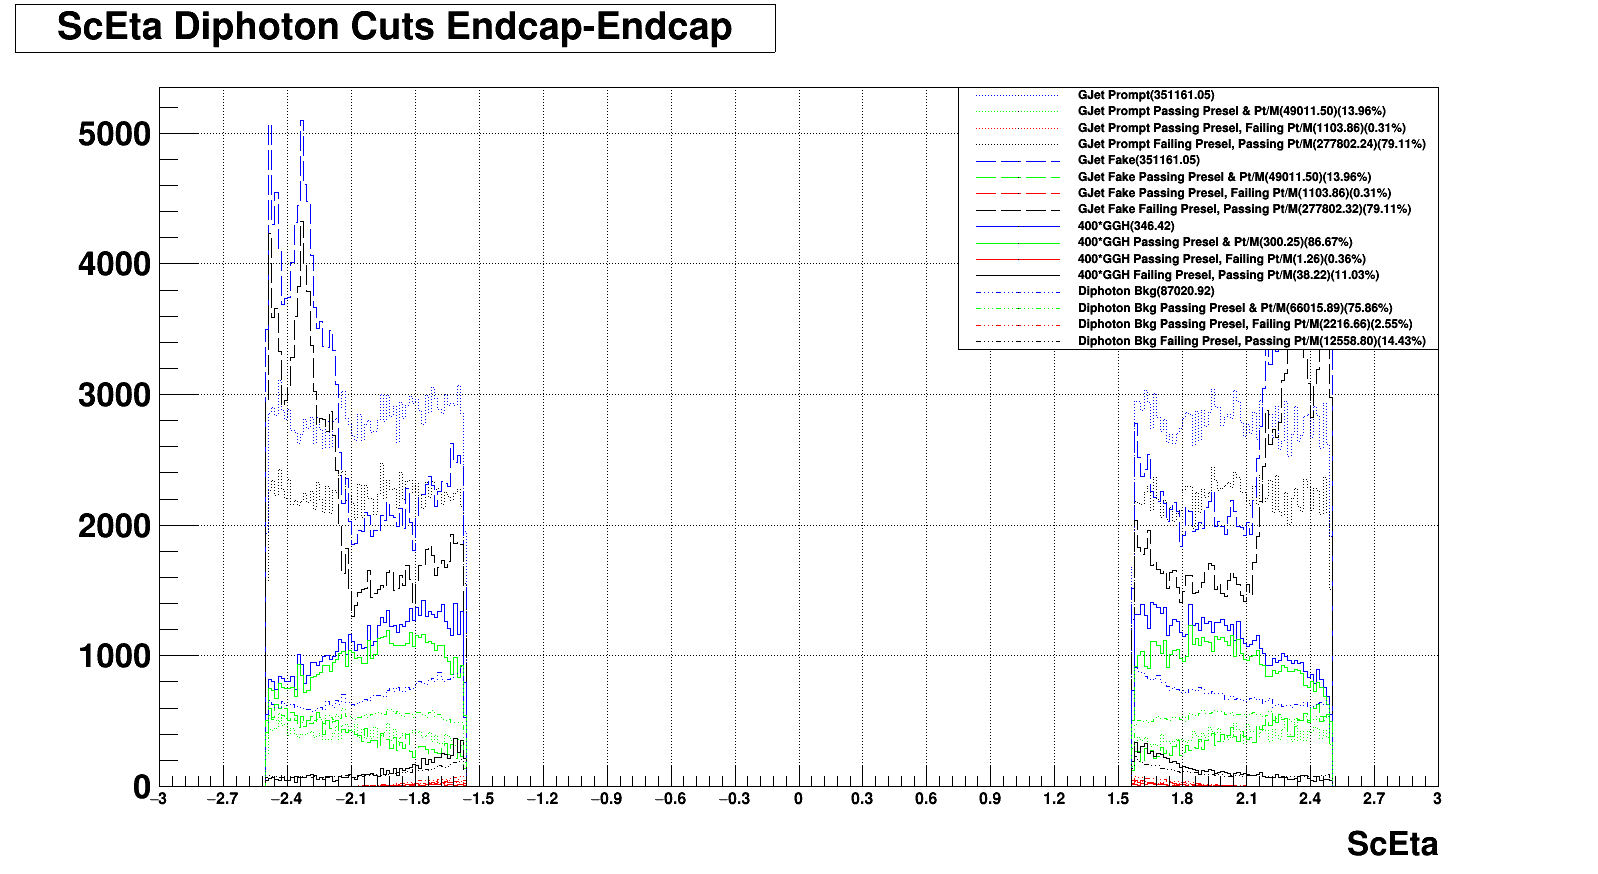 ScEta Diphoton Cuts Endcap-Endcap
GJet Prompt(351161.05)
GJet Prompt Passing Presel & Pt/M(49011.50)(13.96%)
GJet Prompt Passing Presel, Failing Pt/M(1103.86)(0.31%)
GJet Prompt Failing Presel, Passing Pt/M(277802.24)(79.11%)
GJet Fake(351161.05)
GJet Fake Passing Presel & Pt/M(49011.50)(13.96%)
GJet Fake Passing Presel, Failing Pt/M(1103.86)(0.31%)
GJet Fake Failing Presel, Passing Pt/M(277802.32)(79.11%)
400*GGH(346.42)
400*GGH Passing Presel & Pt/M(300.25)(86.67%)
400*GGH Passing Presel, Failing Pt/M(1.26)(0.36%)
400*GGH Failing Presel, Passing Pt/M(38.22)(11.03%)
Diphoton Bkg(87020.92)
Diphoton Bkg Passing Presel & Pt/M(66015.89)(75.86%)
Diphoton Bkg Passing Presel, Failing Pt/M(2216.66)(2.55%)
Diphoton Bkg Failing Presel, Passing Pt/M(12558.80)(14.43%)
5000
4000
3000
2000
1000
0
−3 −2.7 −2.4 −2.1 −1.8 −1.5 −1.2 −0.9 −0.6 −0.3 0 0.3 0.6 0.9 1.2 1.5 1.8 2.1 2.4 2.7 3
ScEta